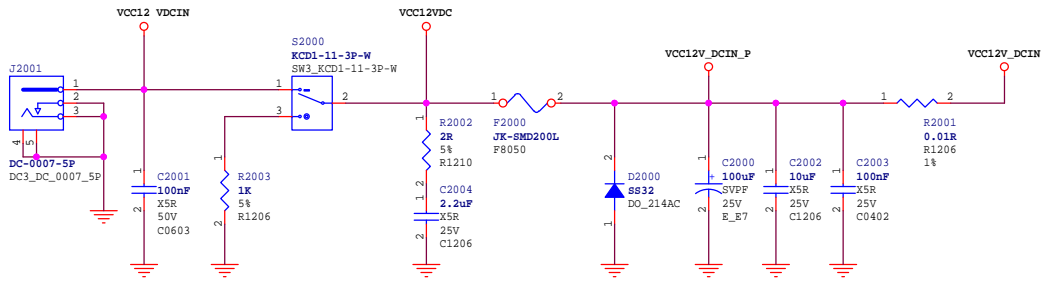 VCC12 VDCIN
VCC12VDC
VCC12V_DCIN_P
VCC12V_DCIN
J2001
1
2
3
4
5
DC-0007-5P
DC3_DC_0007_5P
1
2
C2001
100nF
X5R
50V
C0603
S2000
KCD1-11-3P-W
SW3_KCD1-11-3P-W
1
3
2
1
2
R2003
1K
5%
R1206
1
2
R2002
2R
5%
R1210
1
2
C2004
2.2uF
X5R
25V
C1206
1
2
F2000
JK-SMD200L
F8050
2
1
D2000
SS32
DO_214AC
1
2
+
C2000
100uF
SVPF
25V
E_E7
1
2
C2002
10uF
X5R
25V
C1206
1
2
C2003
100nF
X5R
25V
C0402
1
2
R2001
0.01R
R1206
1%